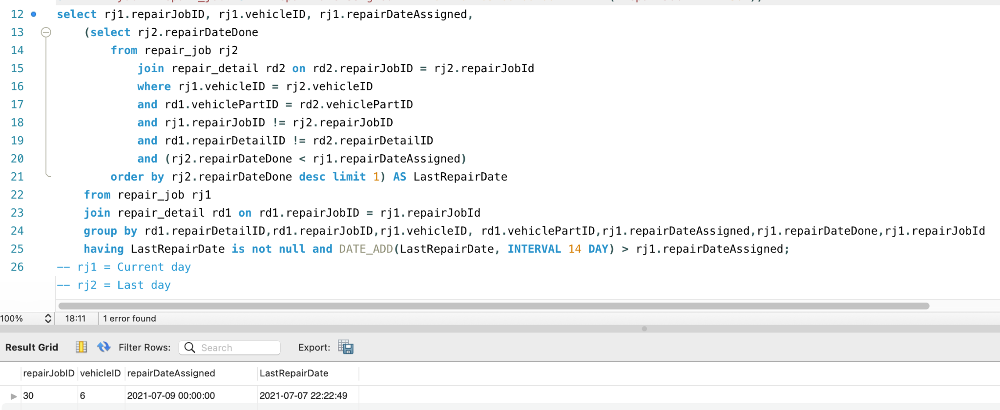 12 select rj1.repairJobID, rj1.vehicleID, rj1.repairDateAssigned,
13 (select rj2.repairDateDone
14 from repair_job rj2
15 join repair_detail rd2 on rd2.repairJobID = rj2.repairJobId
16 where rj1.vehicleID = rj2.vehicleID
17 and rd1.vehiclePartID = rd2.vehiclePartID
18 and rj1.repairJobID != rj2.repairJobID
19 and rd1.repairDetailID != rd2.repairDetailID
20 and (rj2.repairDateDone < rj1.repairDateAssigned)
21 order by rj2.repairDateDone desc limit 1) AS LastRepairDate
22 from repair_job rj1
23 join repair_detail rd1 on rd1.repairJobID = rj1.repairJobId
24 group by rd1.repairDetailID,rd1.repairJobID,rj1.vehicleID, rd1.vehiclePartID,rj1.repairDateAssigned,rj1.repairDateDone,rj1.repairJobId
25 having LastRepairDate is not null and DATE_ADD(LastRepairDate, INTERVAL 14 DAY) > rj1.repairDateAssigned;
26 -- rj1 = Current day
-- rj2 = Last day
100% 18:11 1 error found
Result Grid Filter Rows: Search Export:
repairJobID vehicleID repairDateAssigned LastRepairDate
30 6 2021-07-09 00:00:00 2021-07-07 22:22:49